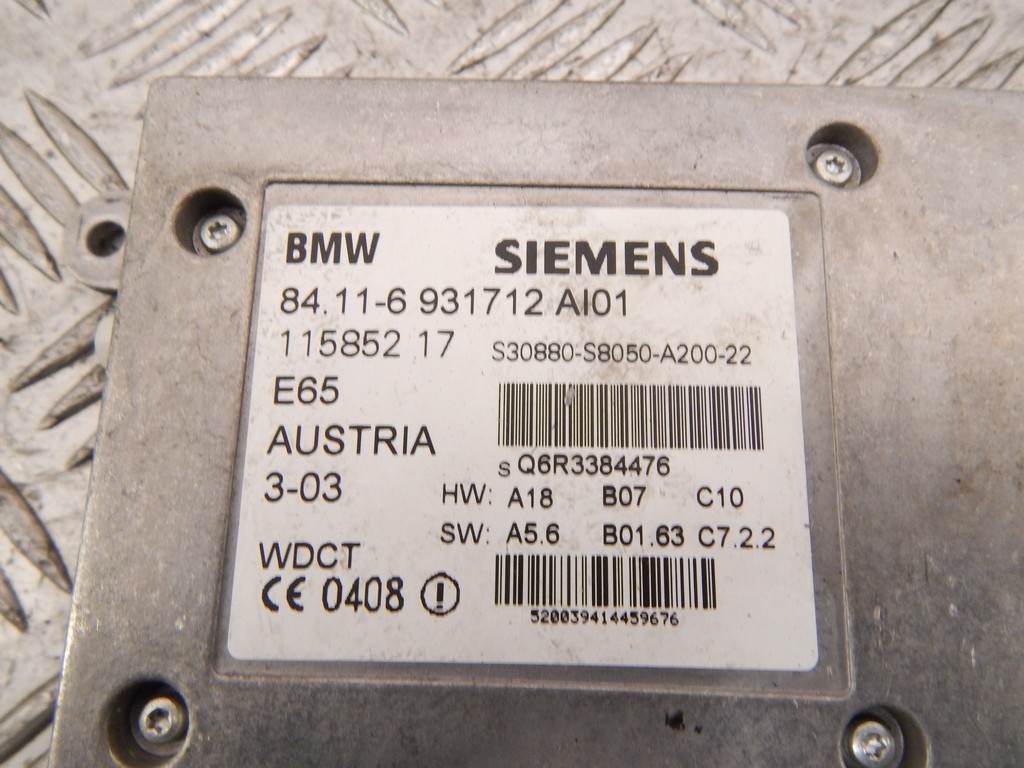 BMW SIEMENS
84.11-6 931712 AI01
115852 17 S30880-S8050-A200-22
E65
AUSTRIA
S Q6R3384476
3-03 HW: A18 B07 C10
SW: A5.6 B01.63 C7.2.2
WDCT
CE 0408 !
520039414459676